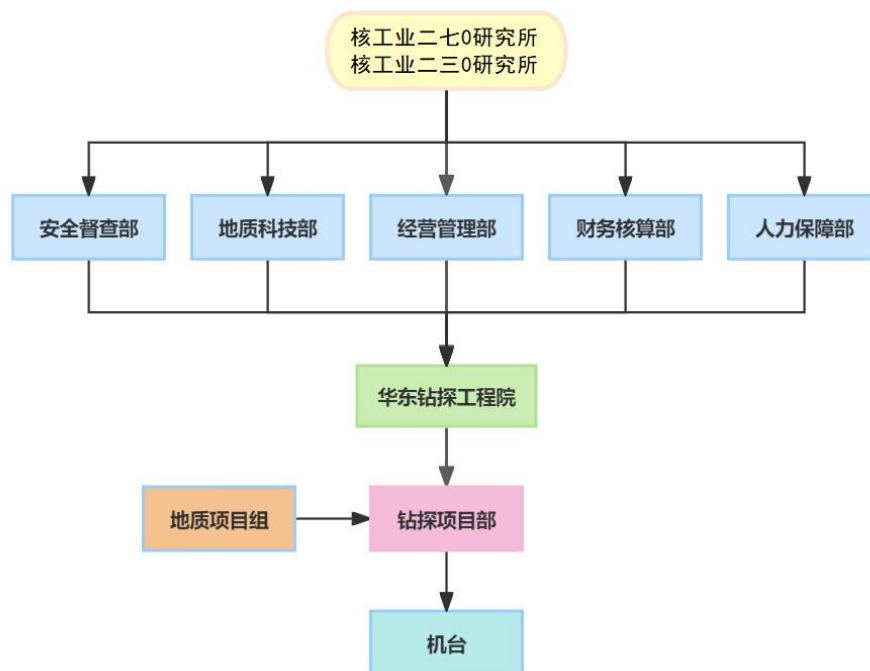 核工业二七0研究所
核工业二三0研究所
安全督查部
地质科技部
经营管理部
财务核算部
人力保障部
华东钻探工程院
地质项目组
钻探项目部
机台